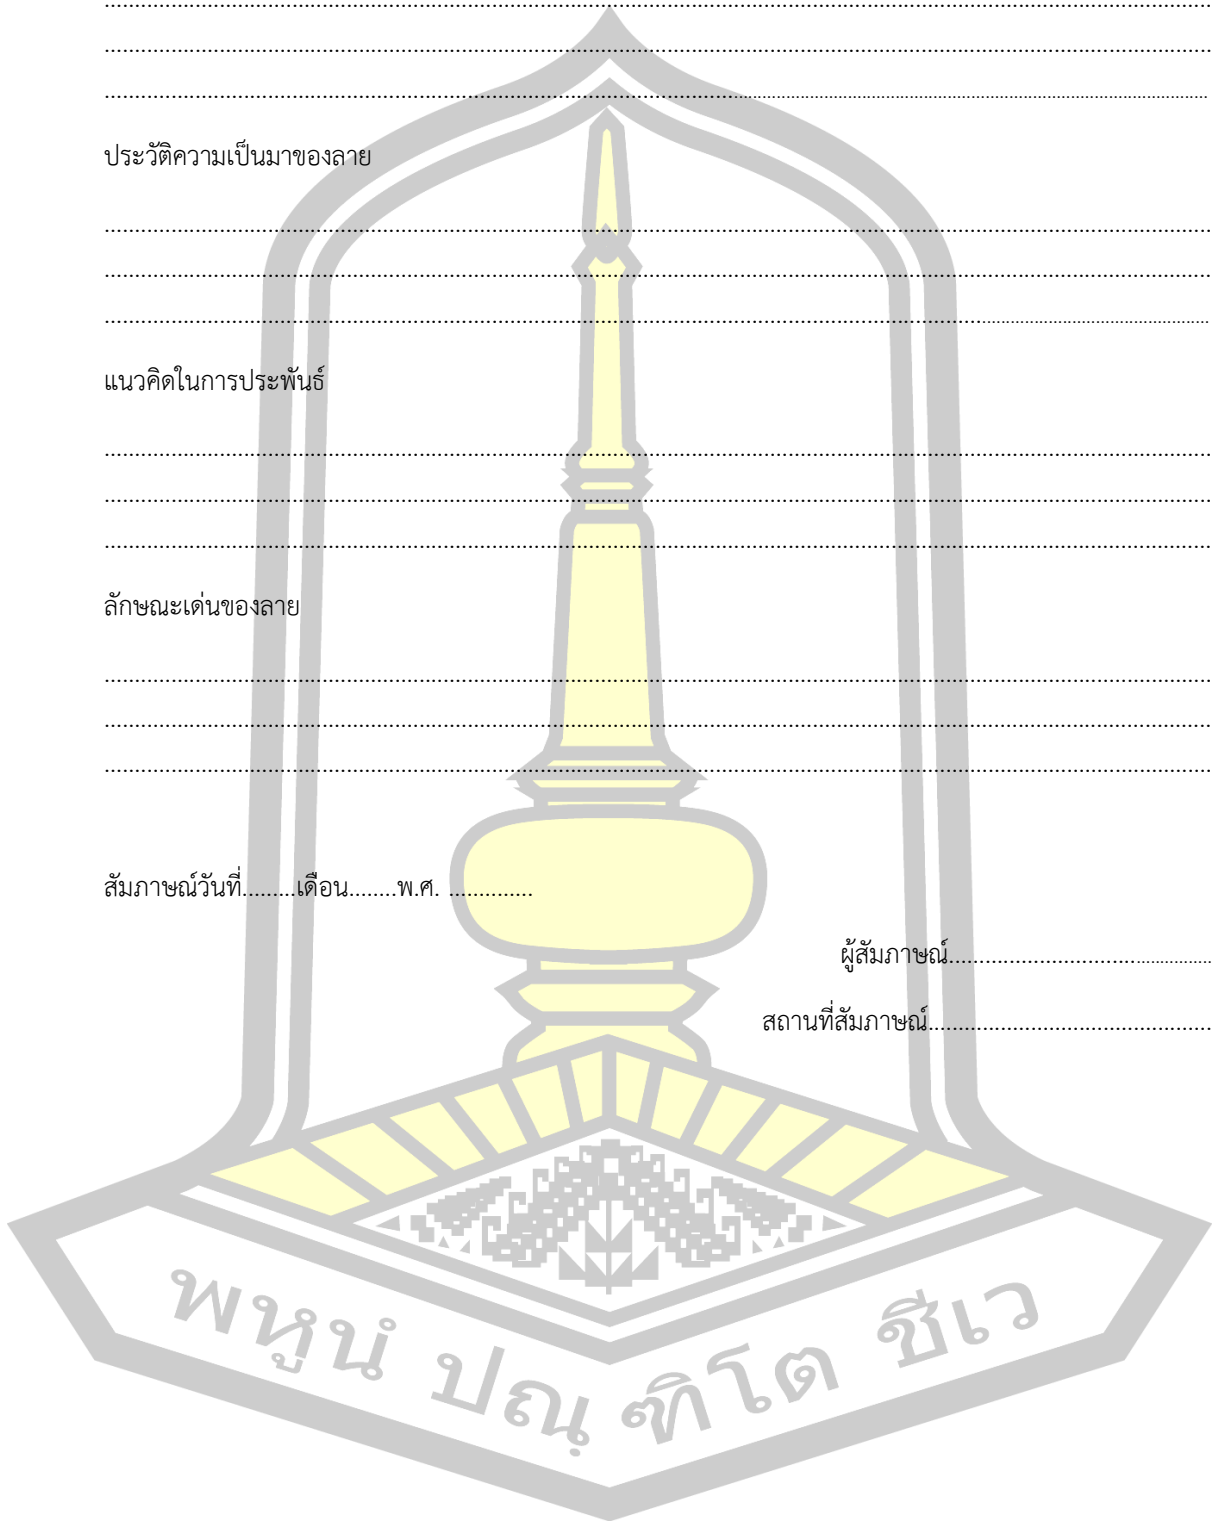 ................................................................................
................................................................................
................................................................................
ประวัติความเป็นมาของลาย
................................................................................
................................................................................
................................................................................
แนวคิดในการประพันธ์
................................................................................
................................................................................
................................................................................
ลักษณะเด่นของลาย
................................................................................
................................................................................
................................................................................
สัมภาษณ์วันที่.........เดือน........พ.ศ. ..............
ผู้สัมภาษณ์............................................
สถานที่สัมภาษณ์...............................................
พหูนํ ปณฺฑิโต ชีเว